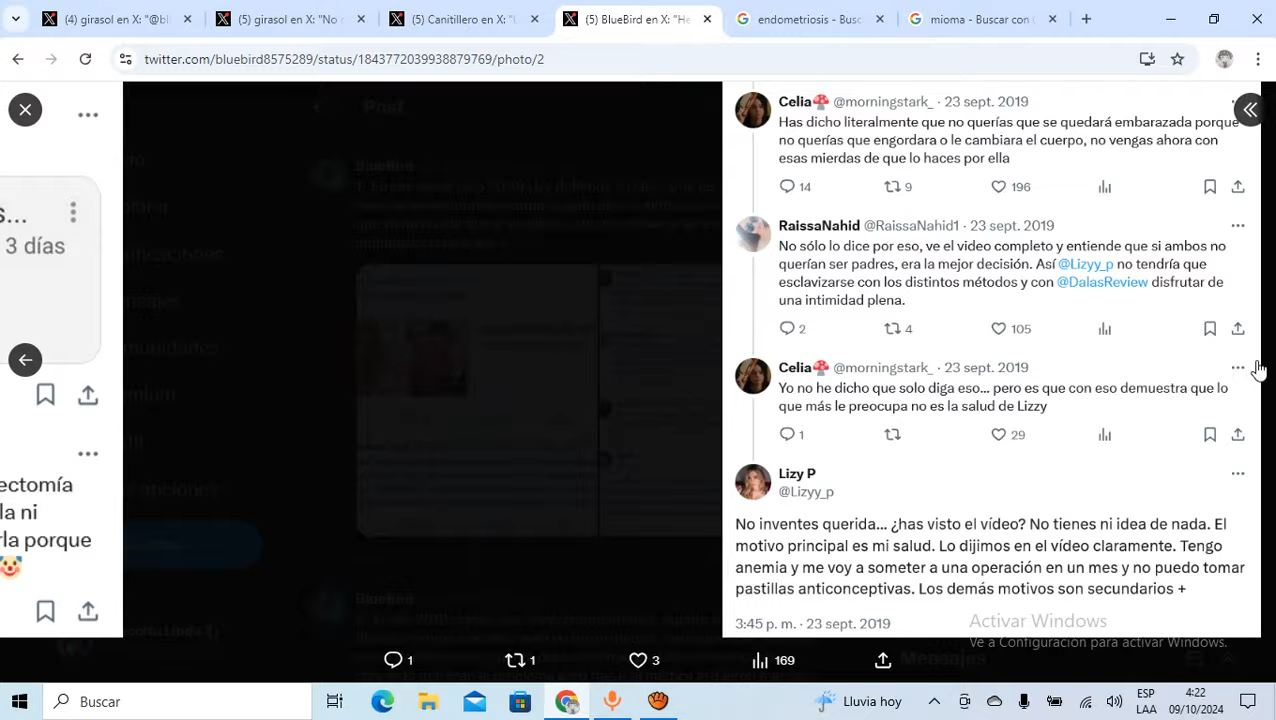 (5) girasol en X: "@bl
(5) girasol en X: "No c
(4) Canitillero en X: "l
(5) BlueBird en X: "He
endometriosis - Busc
mioma - Buscar con G
twitter.com/bluebird8575289/status/1843772039938879769/photo/2
s...
3 días
ectomía
la ni
rla porque
🤡
Post
BlueBird
Celia🍄 @morningstark_ · 23 sept. 2019
Has dicho literalmente que no querías que se quedará embarazada porque
no querías que engordara o le cambiara el cuerpo, no vengas ahora con
esas mierdas de que lo haces por ella
14 9 196
RaissaNahid @RaissaNahid1 · 23 sept. 2019
No sólo lo dice por eso, ve el video completo y entiende que si ambos no
querían ser padres, era la mejor decisión. Así @Lizyy_p no tendría que
esclavizarse con los distintos métodos y con @DalasReview disfrutar de
una intimidad plena.
2 4 105
Celia🍄 @morningstark_ · 23 sept. 2019
Yo no he dicho que solo diga eso... pero es que con eso demuestra que lo
que más le preocupa no es la salud de Lizzy
1 29
Lizy P
@Lizyy_p
No inventes querida... ¿has visto el vídeo? No tienes ni idea de nada. El
motivo principal es mi salud. Lo dijimos en el vídeo claramente. Tengo
anemia y me voy a someter a una operación en un mes y no puedo tomar
pastillas anticonceptivas. Los demás motivos son secundarios +
3:45 p. m. · 23 sept. 2019
Activar Windows
Ve a Configuración para activar Windows.
1 1 3 169
Mensajes
Buscar
Lluvia hoy
ESP
LAA
4:22
09/10/2024